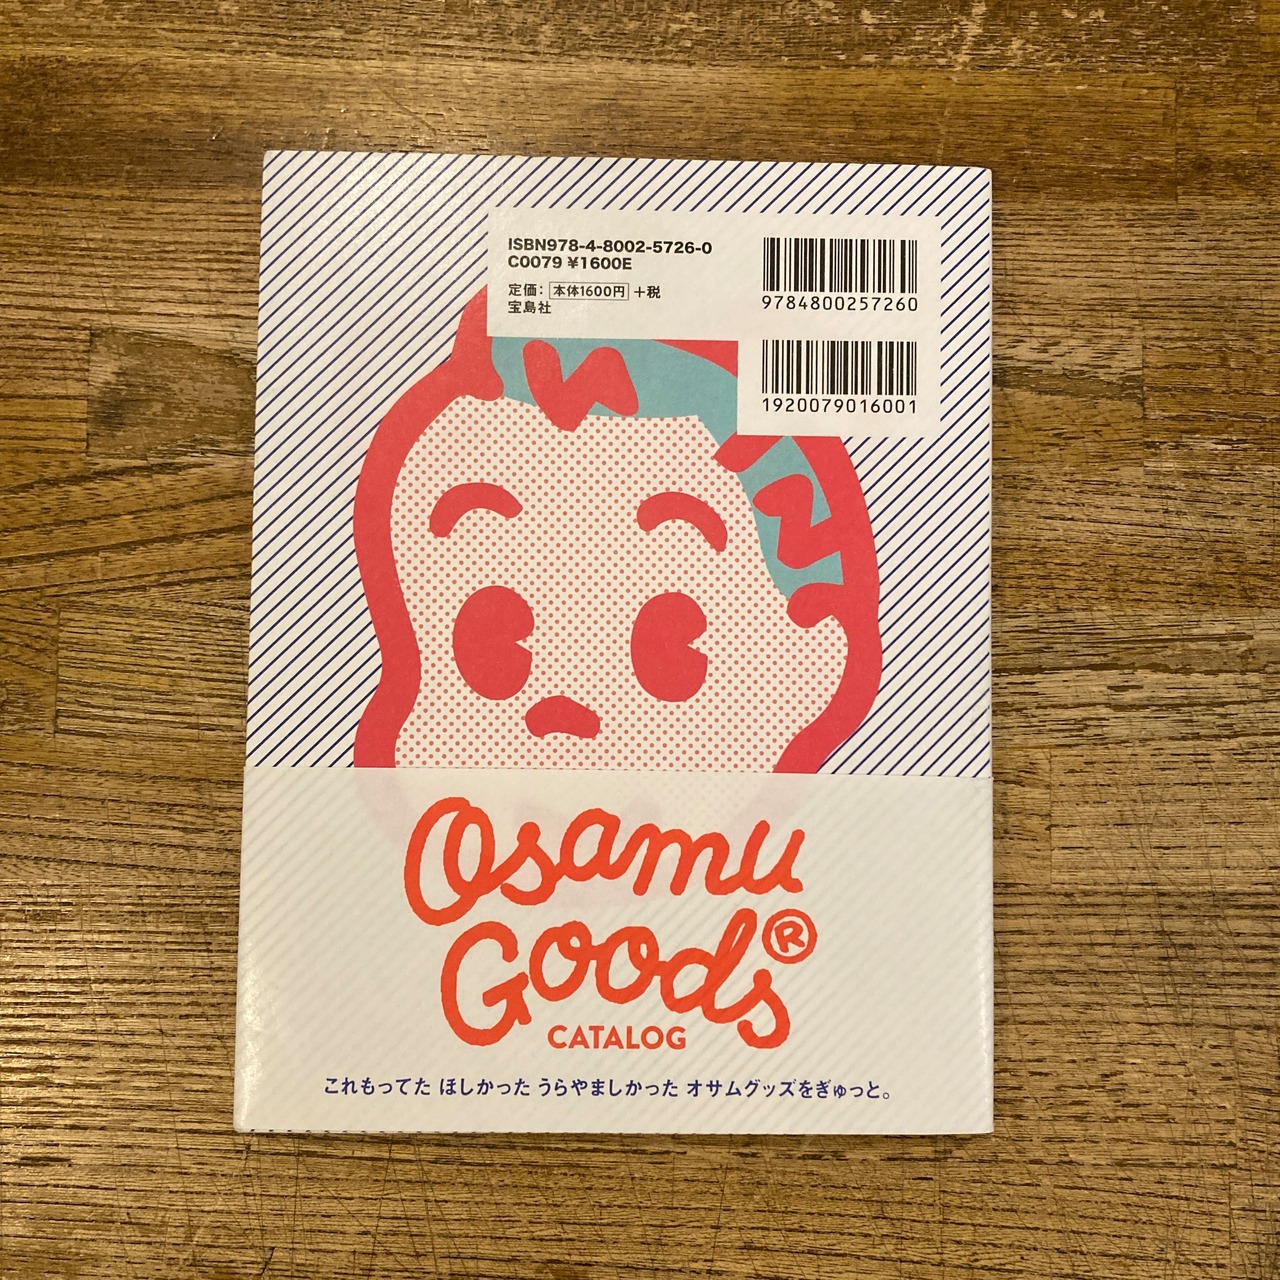 ISBN978-4-8002-5726-0
C0079 ¥1600E
定価：本体1600円＋税
宝島社
9784800257260
1920079016001
Osamu
Goods®
CATALOG
これもってた ほしかった うらやましかった オサムグッズをぎゅっと。